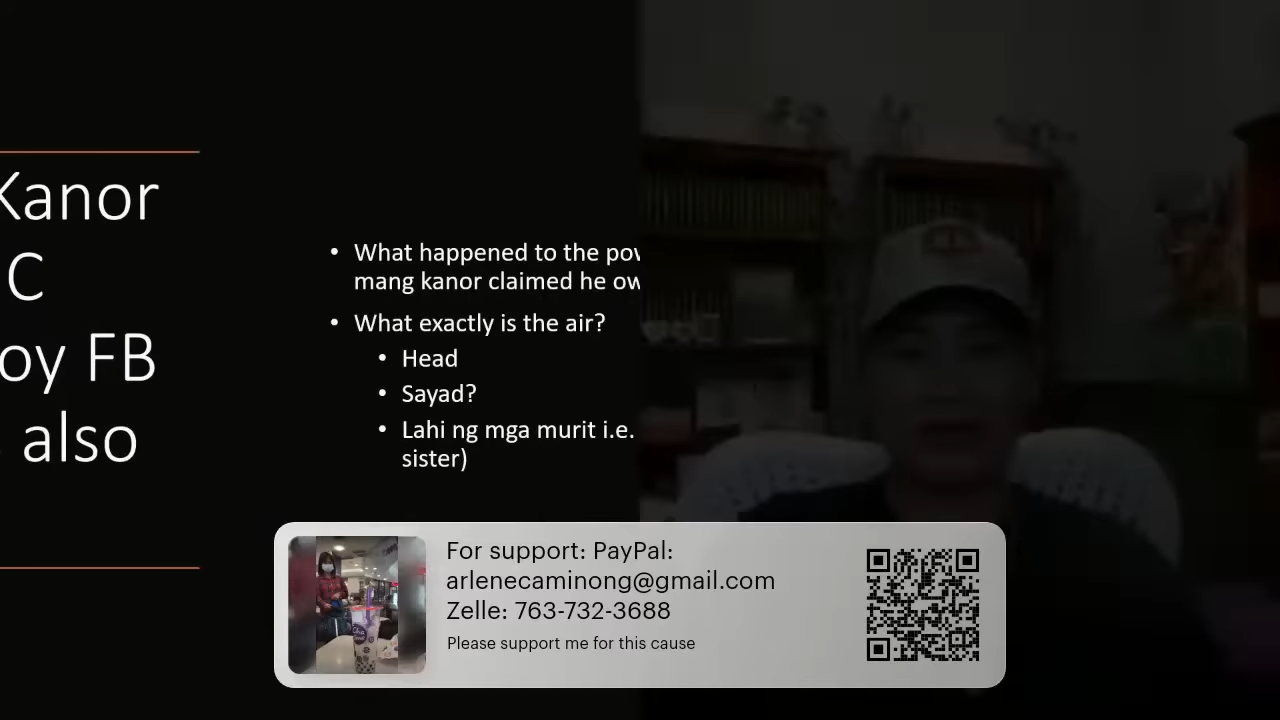 Kanor
C
oy FB
also
• What happened to the pow
mang kanor claimed he ow
• What exactly is the air?
• Head
• Sayad?
• Lahi ng mga murit i.e.
sister)
For support: PayPal:
arlenecaminong@gmail.com
Zelle: 763-732-3688
Please support me for this cause